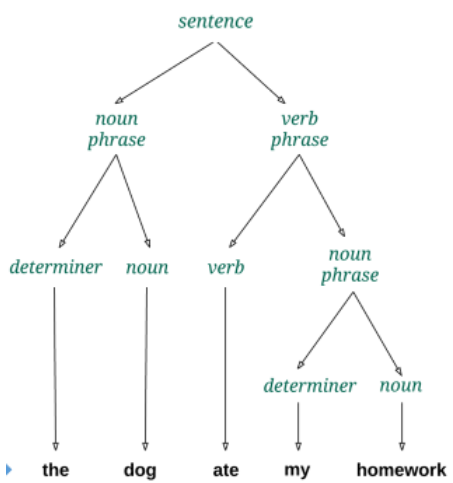 sentence
noun verb
phrase phrase
determiner noun verb noun
phrase
determiner noun
the dog ate my homework